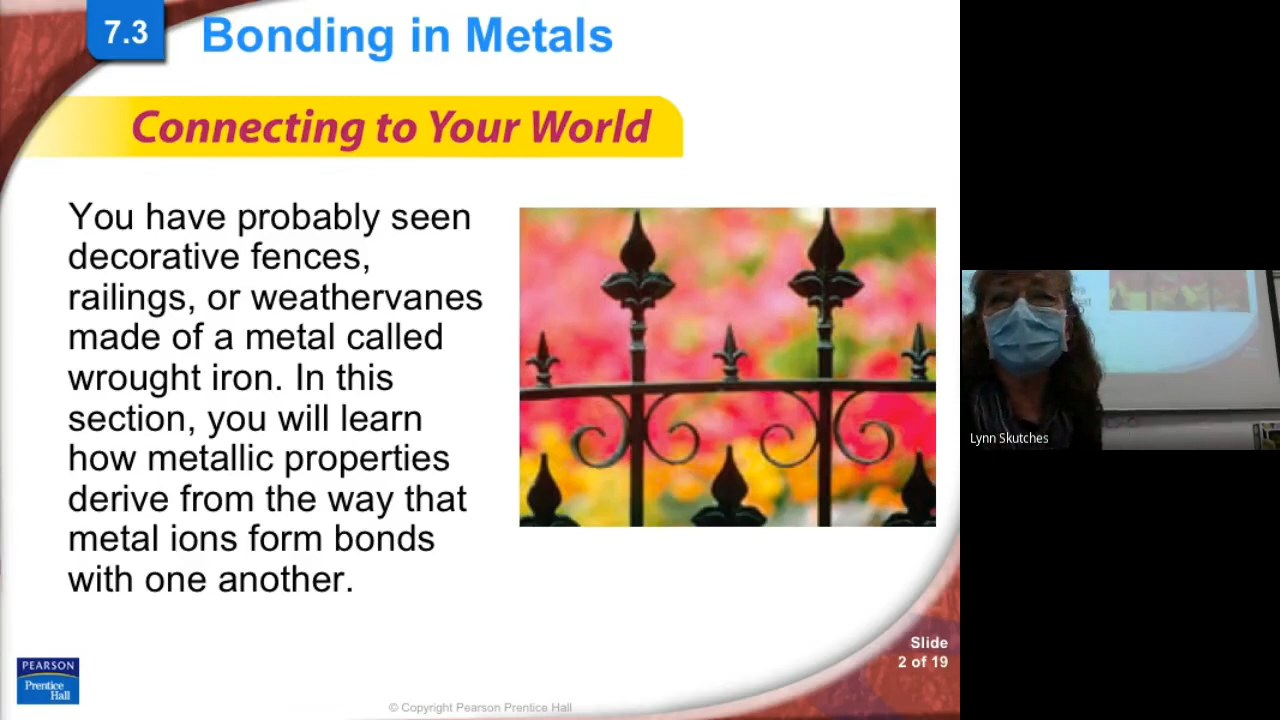 7.3
Bonding in Metals
Connecting to Your World
You have probably seen
decorative fences,
railings, or weathervanes
made of a metal called
wrought iron. In this
section, you will learn
how metallic properties
derive from the way that
metal ions form bonds
with one another.
Lynn Skutches
Slide
2 of 19
PEARSON
Prentice
Hall
© Copyright Pearson Prentice Hall